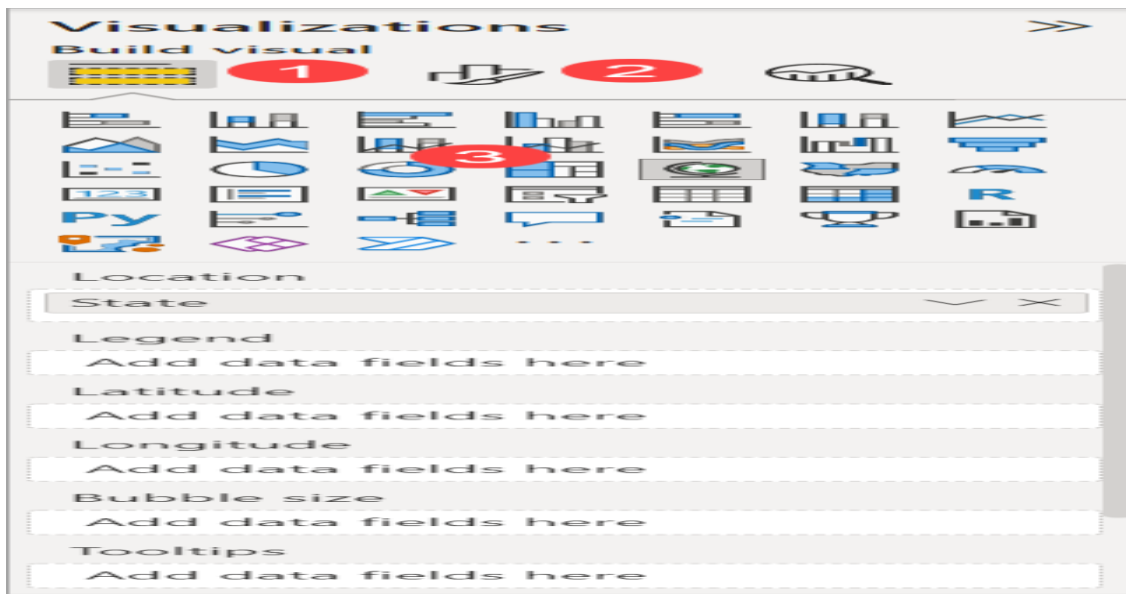 Visualizations
Build visual
1 2
3
123 R
Py
Location
State
Legend
Add data fields here
Latitude
Add data fields here
Longitude
Add data fields here
Bubble size
Add data fields here
Tooltips
Add data fields here